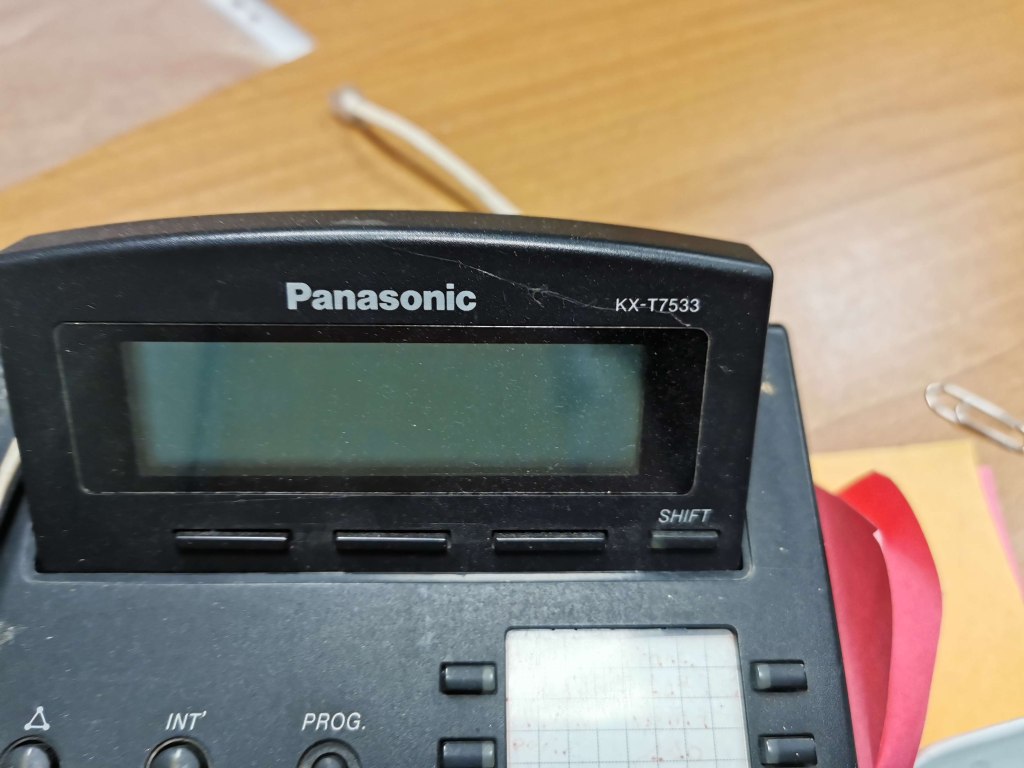 Panasonic
KX-T7533
SHIFT
INT'
PROG.